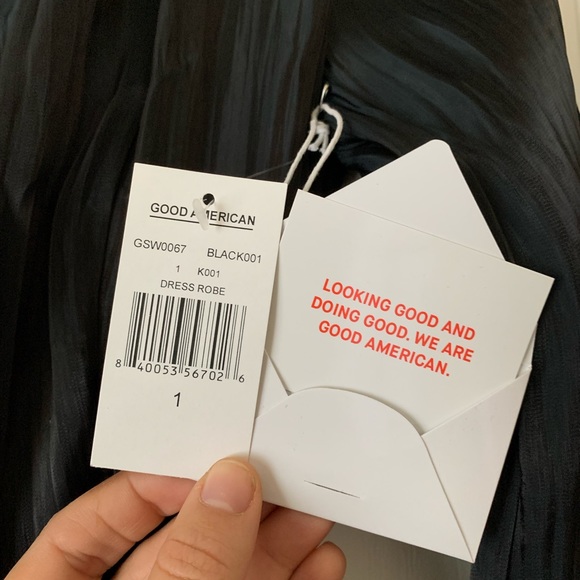 GOOD AMERICAN
GSW0067 BLACK001
1 K001
DRESS ROBE
8 40053 56702 6
1
LOOKING GOOD AND
DOING GOOD. WE ARE
GOOD AMERICAN.